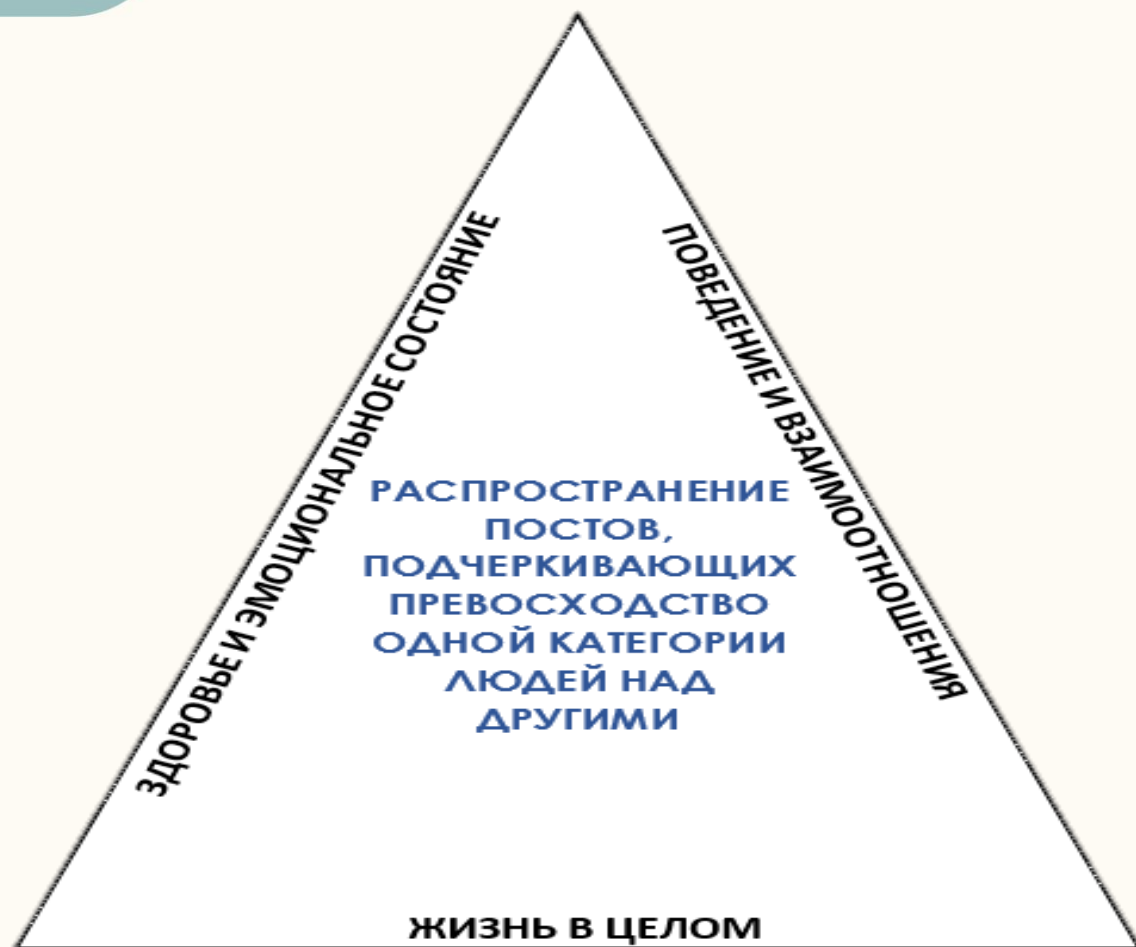 ЗДОРОВЬЕ И ЭМОЦИОНАЛЬНОЕ СОСТОЯНИЕ
ПОВЕДЕНИЕ И ВЗАИМООТНОШЕНИЯ
РАСПРОСТРАНЕНИЕ
ПОСТОВ,
ПОДЧЕРКИВАЮЩИХ
ПРЕВОСХОДСТВО
ОДНОЙ КАТЕГОРИИ
ЛЮДЕЙ НАД
ДРУГИМИ
ЖИЗНЬ В ЦЕЛОМ